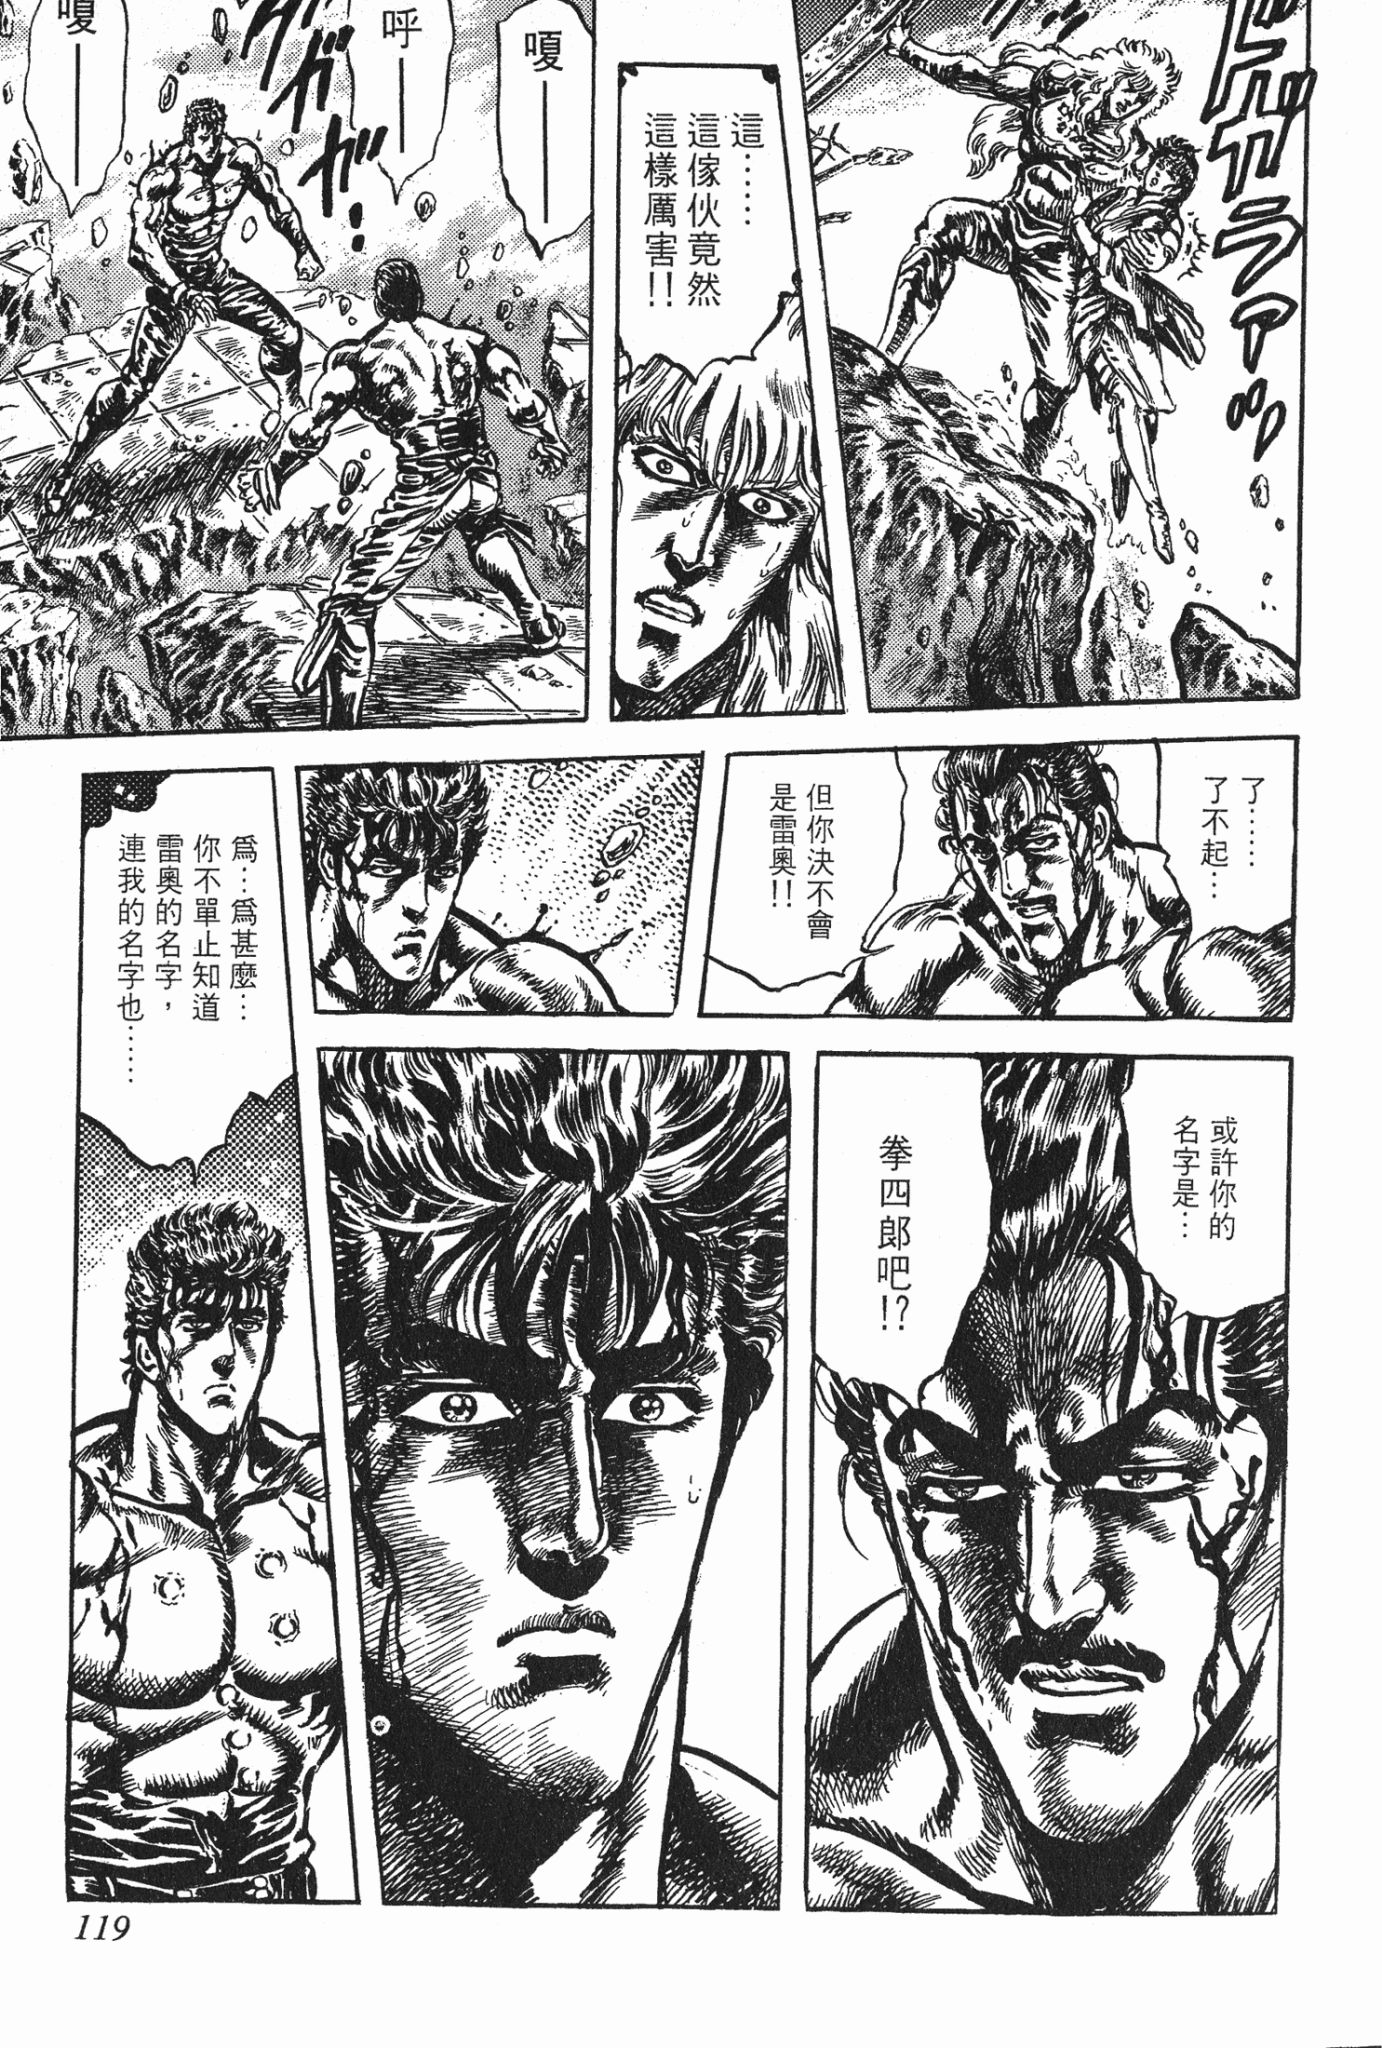 ドドガラアッ
這……
這傢伙竟然
這樣厲害!!
嗄——
呼——
嗄——
ガガガ…
了……
了不起…
但你決不會
是雷奧!!
或許你的
名字是…
拳四郎吧!?
為…為甚麼…
你不單止知道
雷奧的名字，
連我的名字也……
119